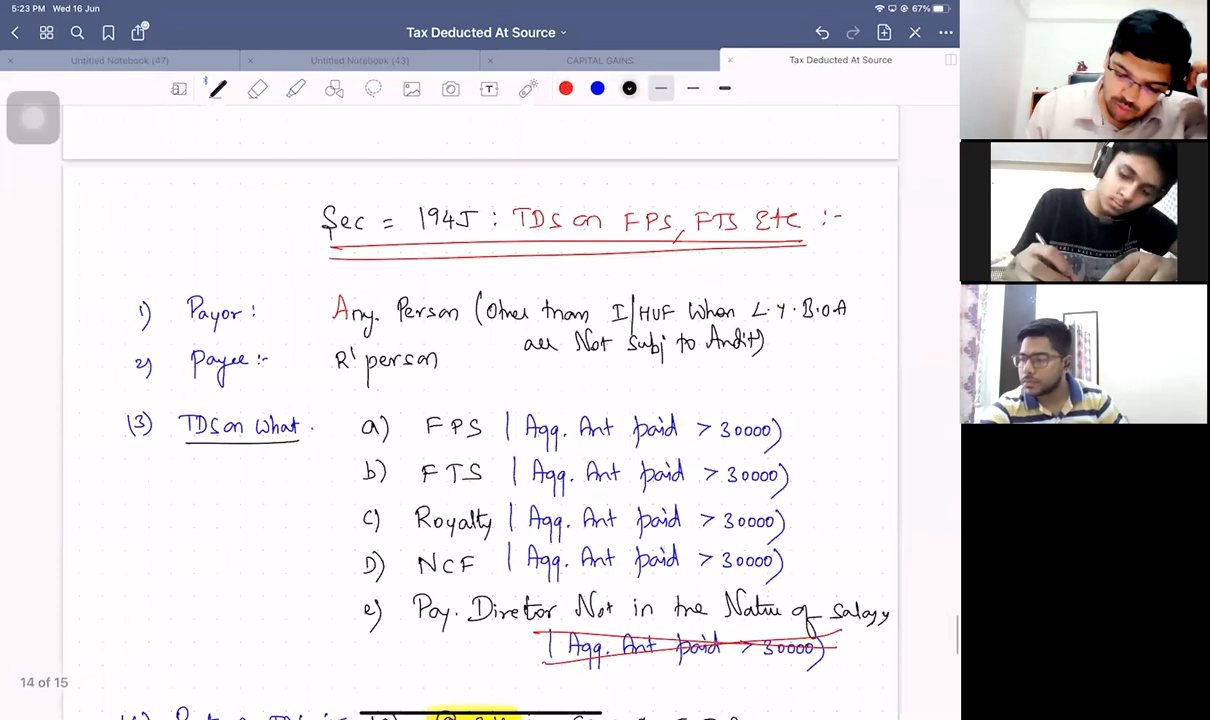 5:23 PM Wed 16 Jun
67%
Tax Deducted At Source
Untitled Notebook (47)
Untitled Notebook (43)
CAPITAL GAINS
Tax Deducted At Source
Sec = 194J : TDS on FPS, FTS Etc :-
1) Payor : Any. Person (Other than I/HUF When L.Y.B.O.A
are Not Subj to Audit)
2) Payee :- R' person
(3) TDS on What . a) FPS | Agg. Amt paid > 30000)
b) FTS | Agg. Amt paid > 30000)
c) Royalty | Agg. Amt paid > 30000)
D) NCF | Agg. Amt paid > 30000)
e) Pay. Diretor Not in the Nature of salary
| Agg. Amt paid > 30000)
14 of 15